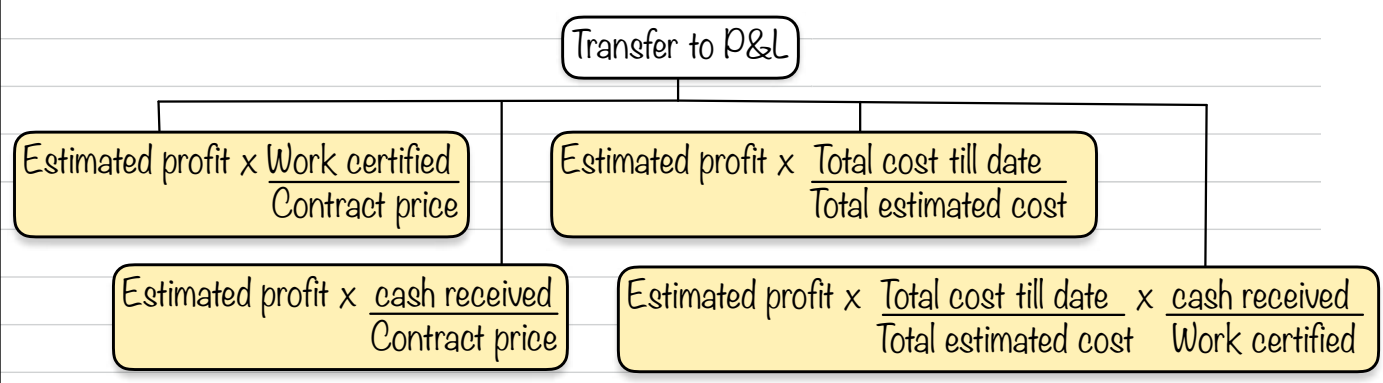 Transfer to P&L
Estimated profit x Work certified
Contract price
Estimated profit x Total cost till date
Total estimated cost
Estimated profit x cash received
Contract price
Estimated profit x Total cost till date x cash received
Total estimated cost Work certified